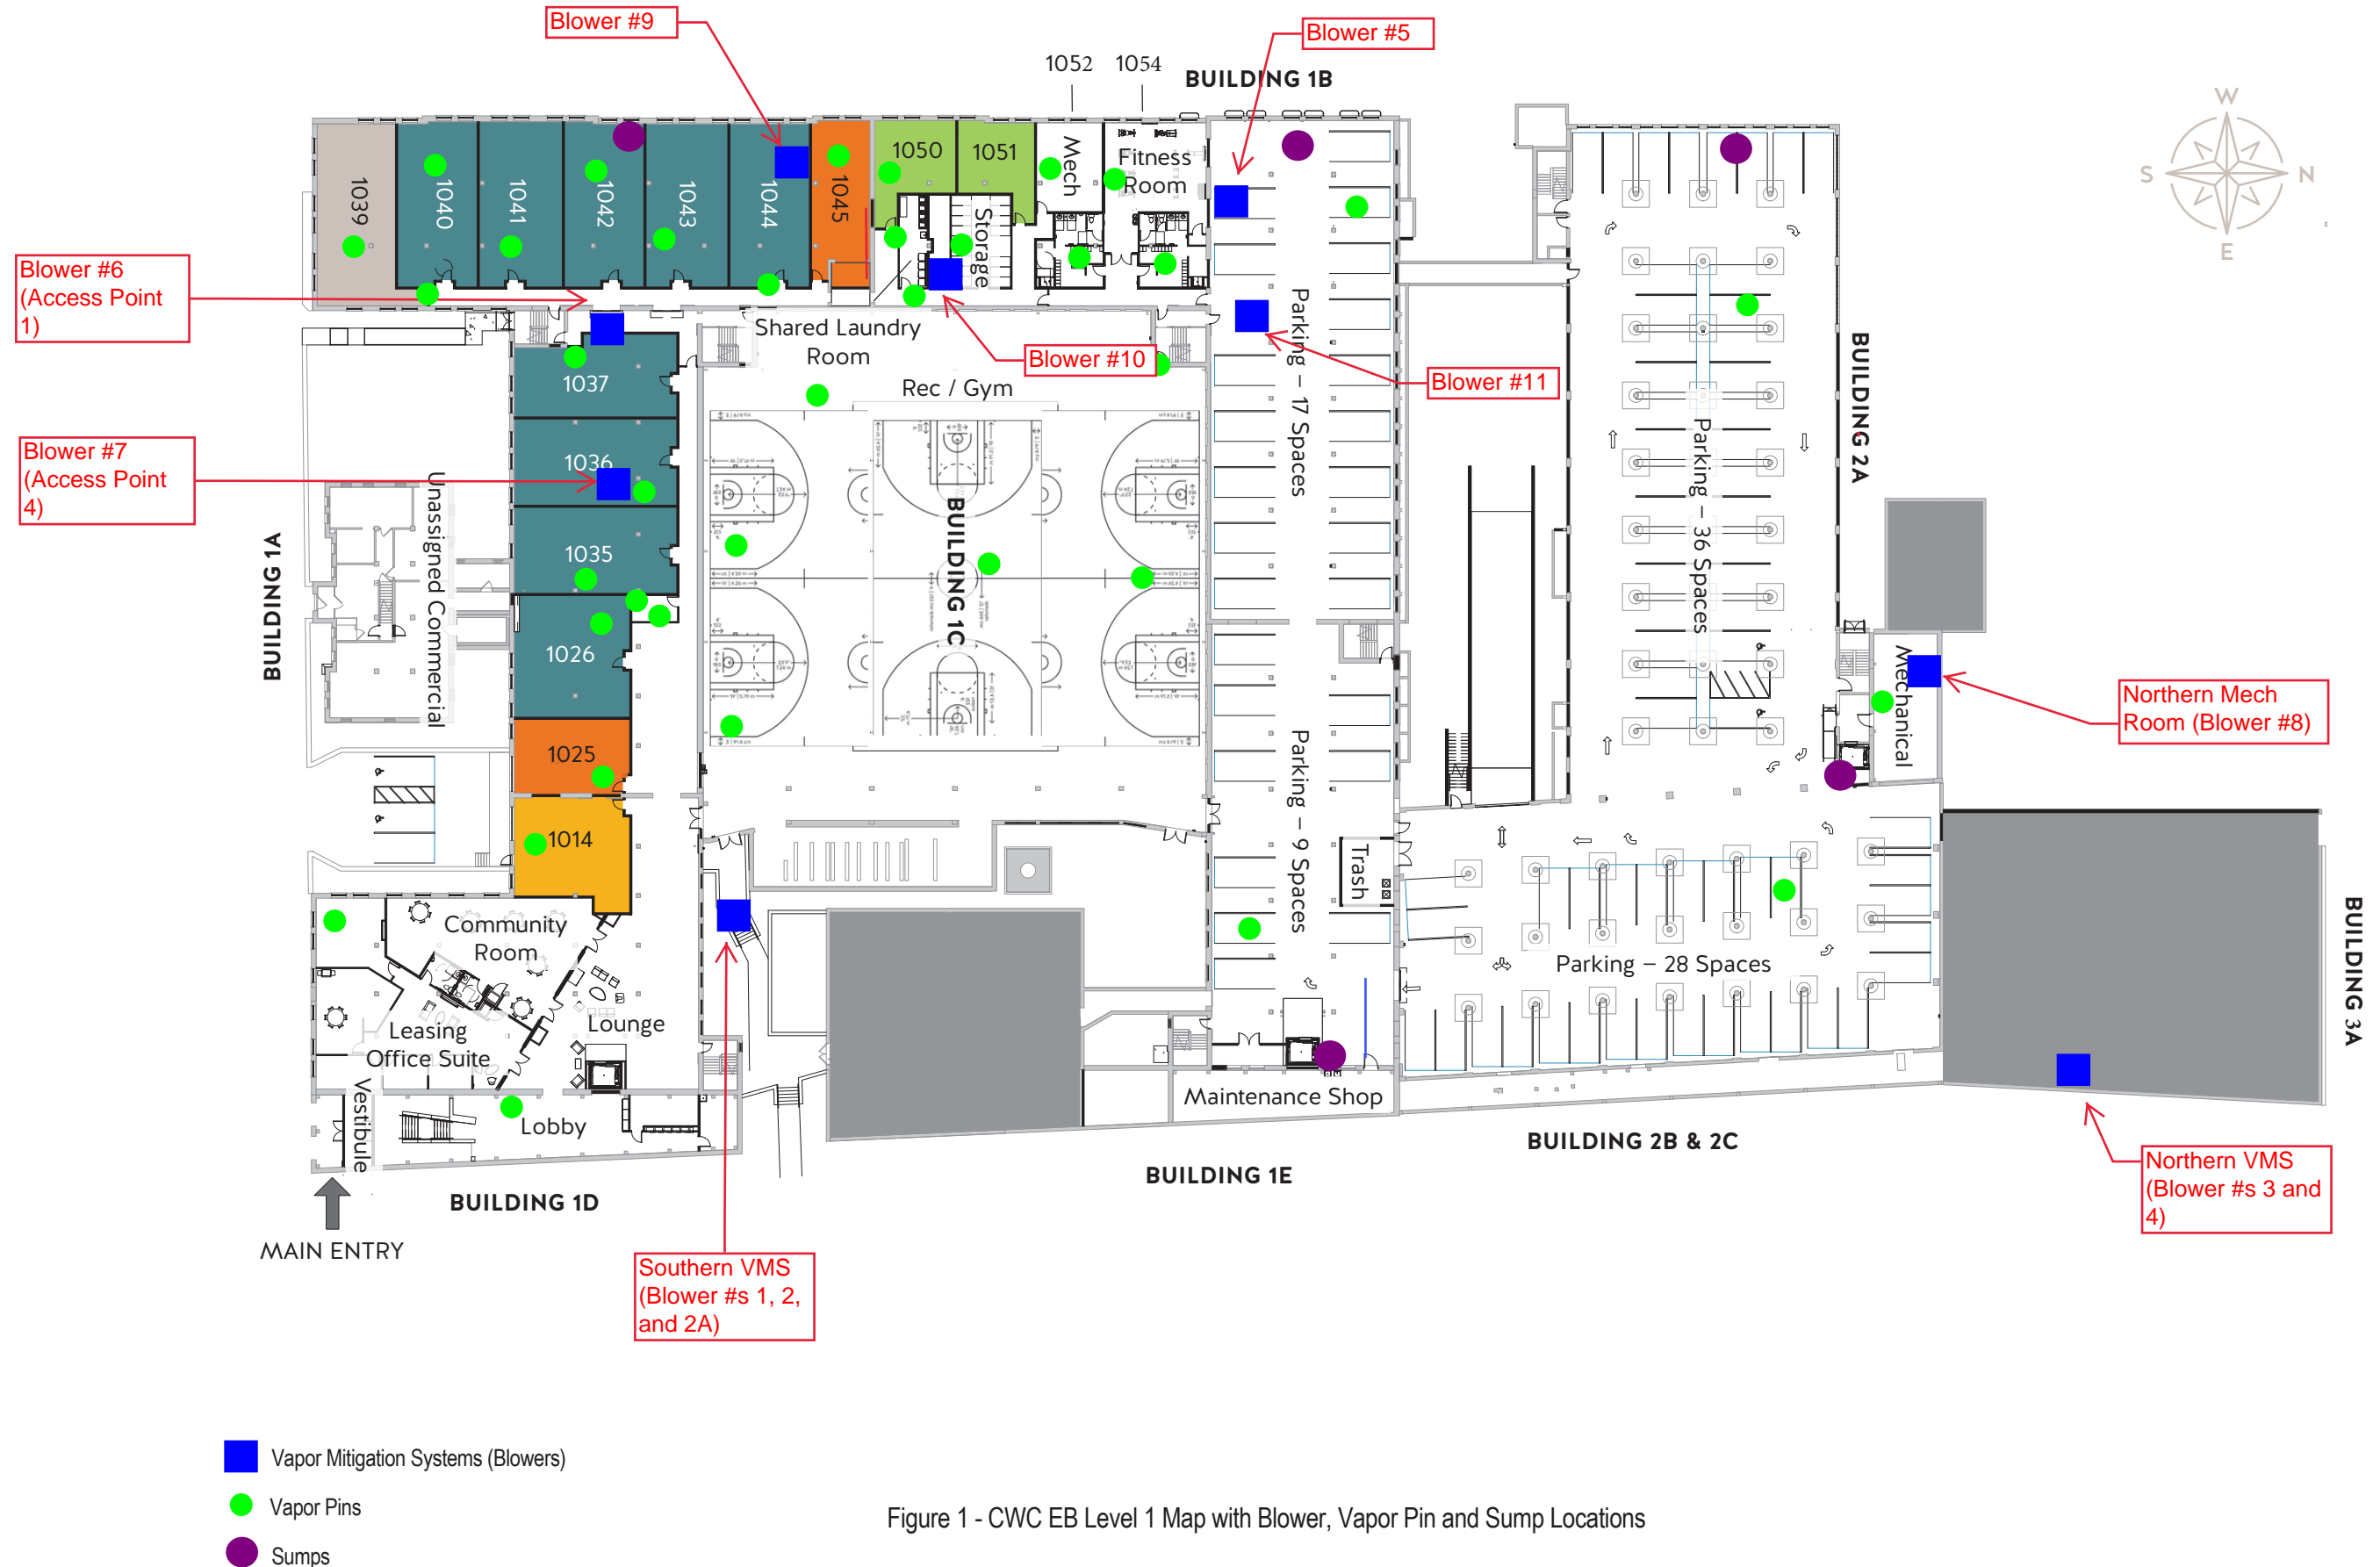 Blower #9
Blower #5
1052
1054
BUILDING 1B
W
S
N
E
1039
1040
1041
1042
1043
1044
1045
1050
1051
Mech
Fitness
Room
Storage
Blower #6
(Access Point
1)
Shared Laundry
Room
Blower #10
Rec / Gym
Blower #11
1037
1036
1035
1026
1025
1014
Blower #7
(Access Point
4)
Unassigned Commercial
BUILDING 1A
BUILDING 1C
Parking – 17 Spaces
Parking – 36 Spaces
BUILDING 2A
Mechanical
Northern Mech
Room (Blower #8)
Parking – 9 Spaces
Trash
Community
Room
Leasing
Office Suite
Lounge
Vestibule
Lobby
Parking – 28 Spaces
BUILDING 3A
Maintenance Shop
BUILDING 2B & 2C
BUILDING 1E
BUILDING 1D
MAIN ENTRY
Northern VMS
(Blower #s 3 and
4)
Southern VMS
(Blower #s 1, 2,
and 2A)
Vapor Mitigation Systems (Blowers)
Vapor Pins
Sumps
Figure 1 - CWC EB Level 1 Map with Blower, Vapor Pin and Sump Locations